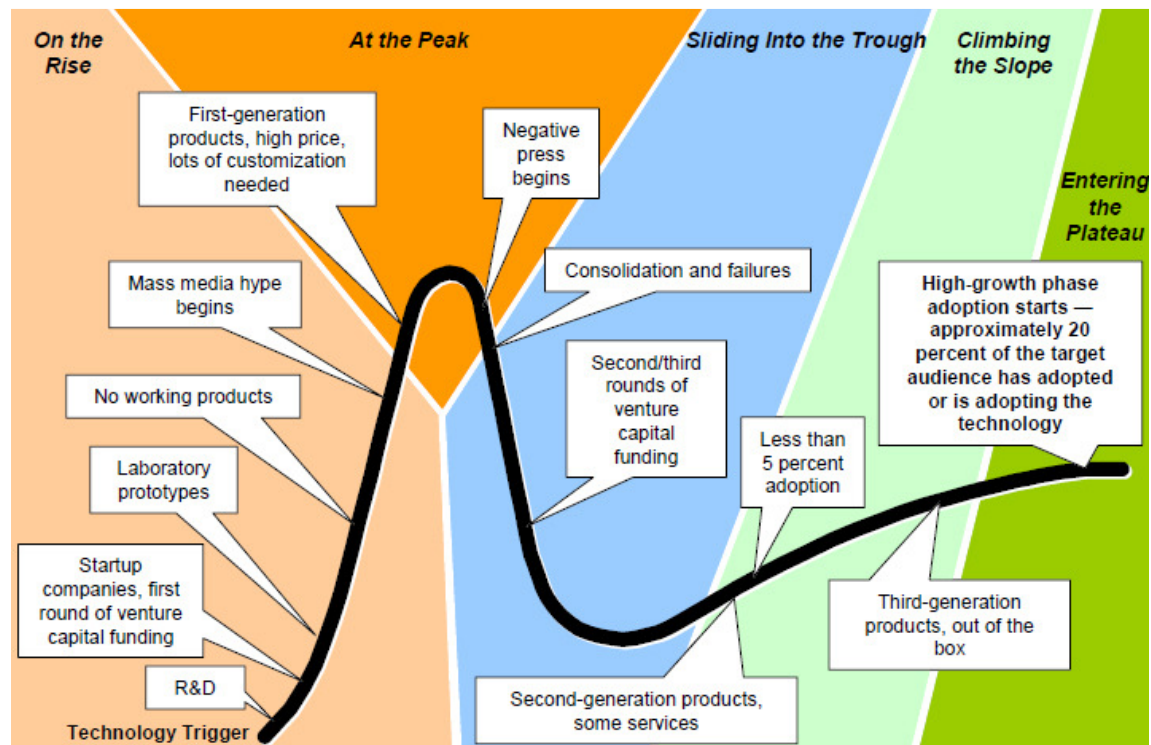 On the
Rise
At the Peak
Sliding Into the Trough
Climbing
the Slope
Entering
the
Plateau
First-generation
products, high price,
lots of customization
needed
Negative
press
begins
Mass media hype
begins
Consolidation and failures
High-growth phase
adoption starts —
approximately 20
percent of the target
audience has adopted
or is adopting the
technology
No working products
Second/third
rounds of
venture
capital
funding
Less than
5 percent
adoption
Laboratory
prototypes
Startup
companies, first
round of venture
capital funding
Third-generation
products, out of the
box
R&D
Second-generation products,
some services
Technology Trigger